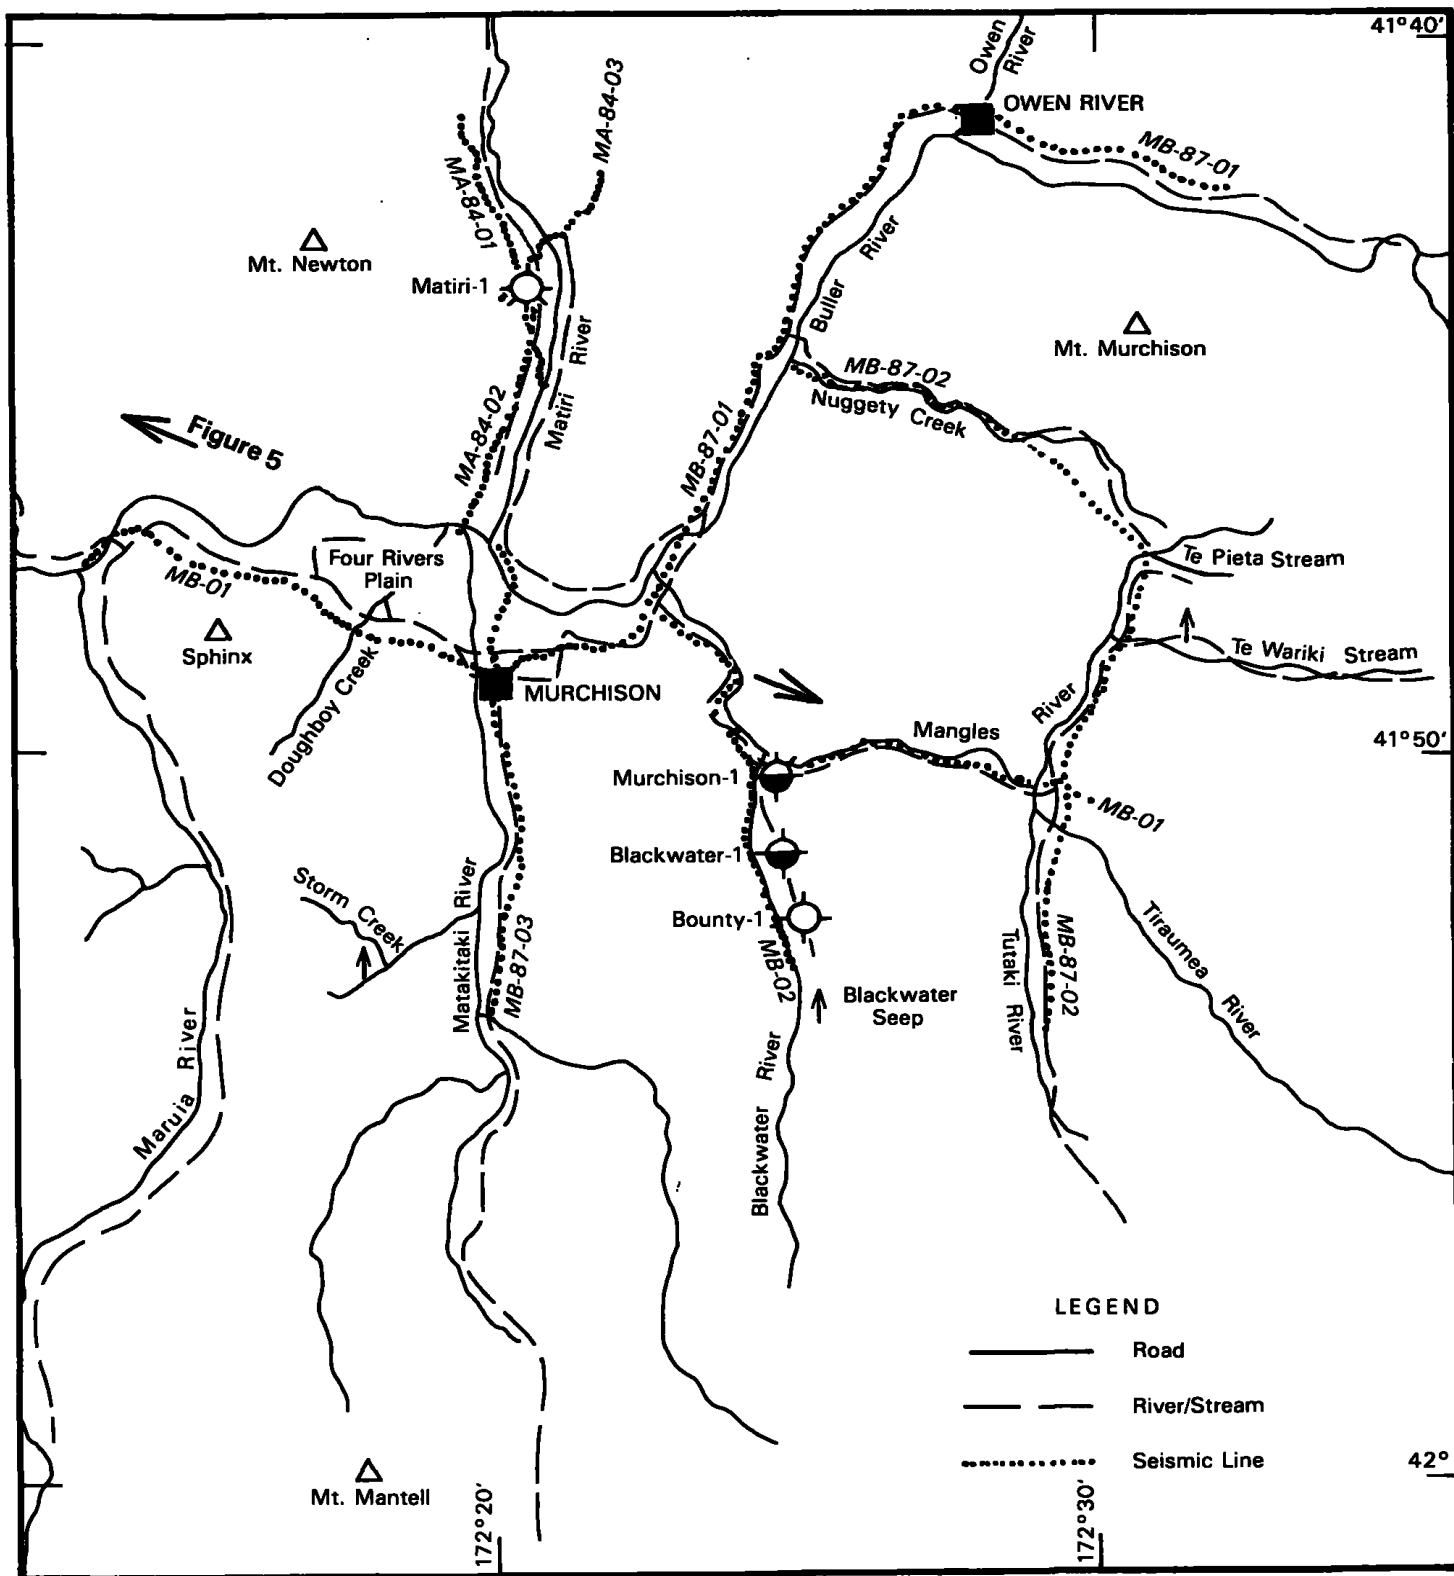 41°40'
Owen
River
OWEN RIVER
MA-84-03
MB-87-01
MA-84-01
Mt. Newton
Matiri-1
Buller River
Mt. Murchison
Matiri River
MB-87-02
Nuggety Creek
MA-84-02
MB-87-01
Figure 5
Four Rivers
Plain
MB-01
Te Pieta Stream
Sphinx
Te Wariki Stream
Doughboy Creek
MURCHISON
Mangles River
41°50'
Murchison-1
MB-01
Blackwater-1
Storm Creek
Bounty-1
MB-02
Matakitaki River
MB-87-03
Tutaki River
MB-87-02
Tiraumea River
Blackwater
Seep
Maruia River
Blackwater River
LEGEND
Road
River/Stream
Seismic Line
42°
Mt. Mantell
172°20'
172°30'